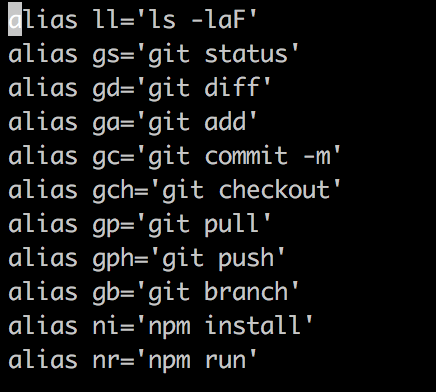 alias ll='ls -laF'
alias gs='git status'
alias gd='git diff'
alias ga='git add'
alias gc='git commit -m'
alias gch='git checkout'
alias gp='git pull'
alias gph='git push'
alias gb='git branch'
alias ni='npm install'
alias nr='npm run'